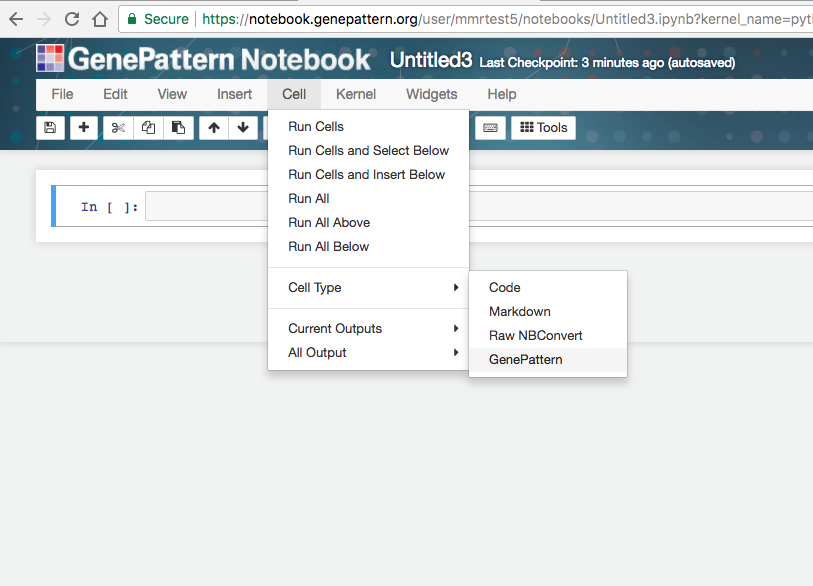 Secure https://notebook.genepattern.org/user/mmrtest5/notebooks/Untitled3.ipynb?kernel_name=pyt
GenePattern Notebook Untitled3 Last Checkpoint: 3 minutes ago (autosaved)
File Edit View Insert Cell Kernel Widgets Help
Tools
Run Cells
Run Cells and Select Below
Run Cells and Insert Below
Run All
Run All Above
Run All Below
In [ ]:
Cell Type
Current Outputs
All Output
Code
Markdown
Raw NBConvert
GenePattern